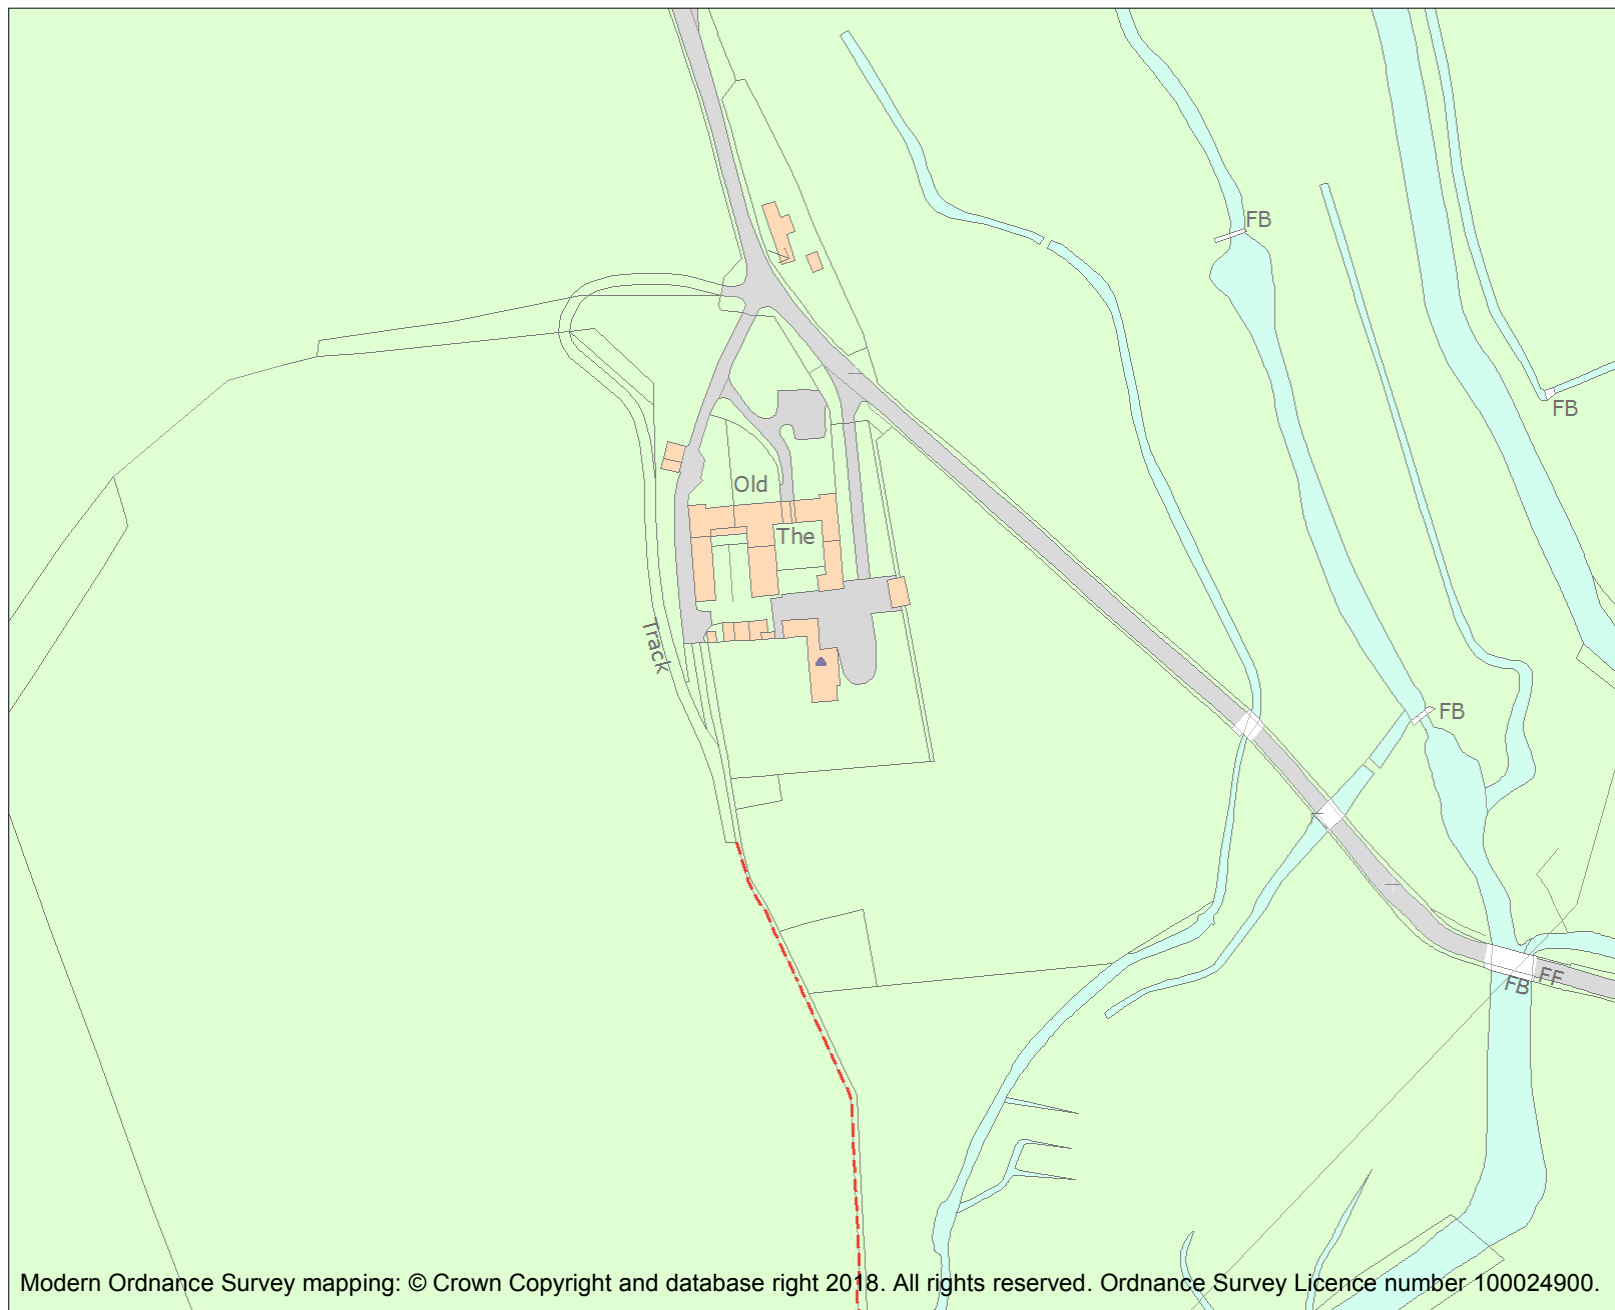 FB
FB
Old
The
Track
FB
FF
FB
Modern Ordnance Survey mapping: © Crown Copyright and database right 2018. All rights reserved. Ordnance Survey Licence number 100024900.